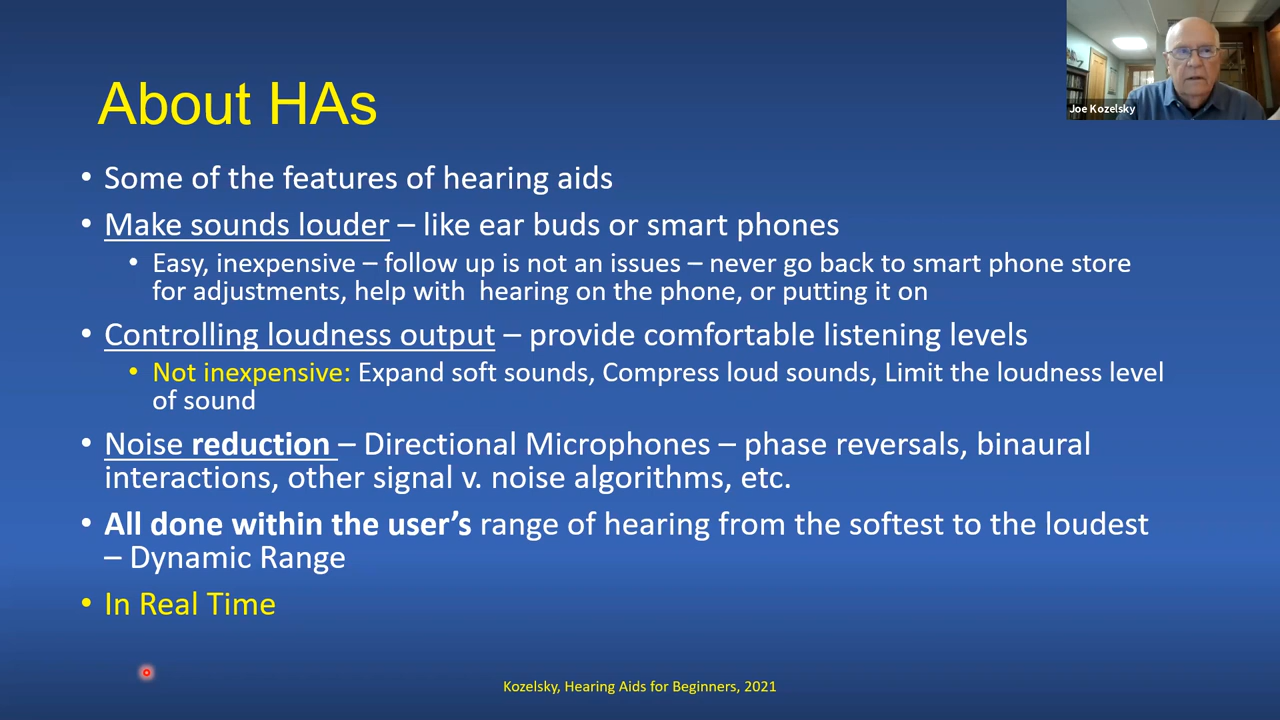 About HAs
Joe Kozelsky
• Some of the features of hearing aids
• Make sounds louder – like ear buds or smart phones
• Easy, inexpensive – follow up is not an issues – never go back to smart phone store
for adjustments, help with  hearing on the phone, or putting it on
• Controlling loudness output – provide comfortable listening levels
• Not inexpensive: Expand soft sounds, Compress loud sounds, Limit the loudness level
of sound
• Noise reduction – Directional Microphones – phase reversals, binaural
interactions, other signal v. noise algorithms, etc.
• All done within the user’s range of hearing from the softest to the loudest
– Dynamic Range
• In Real Time
Kozelsky, Hearing Aids for Beginners, 2021